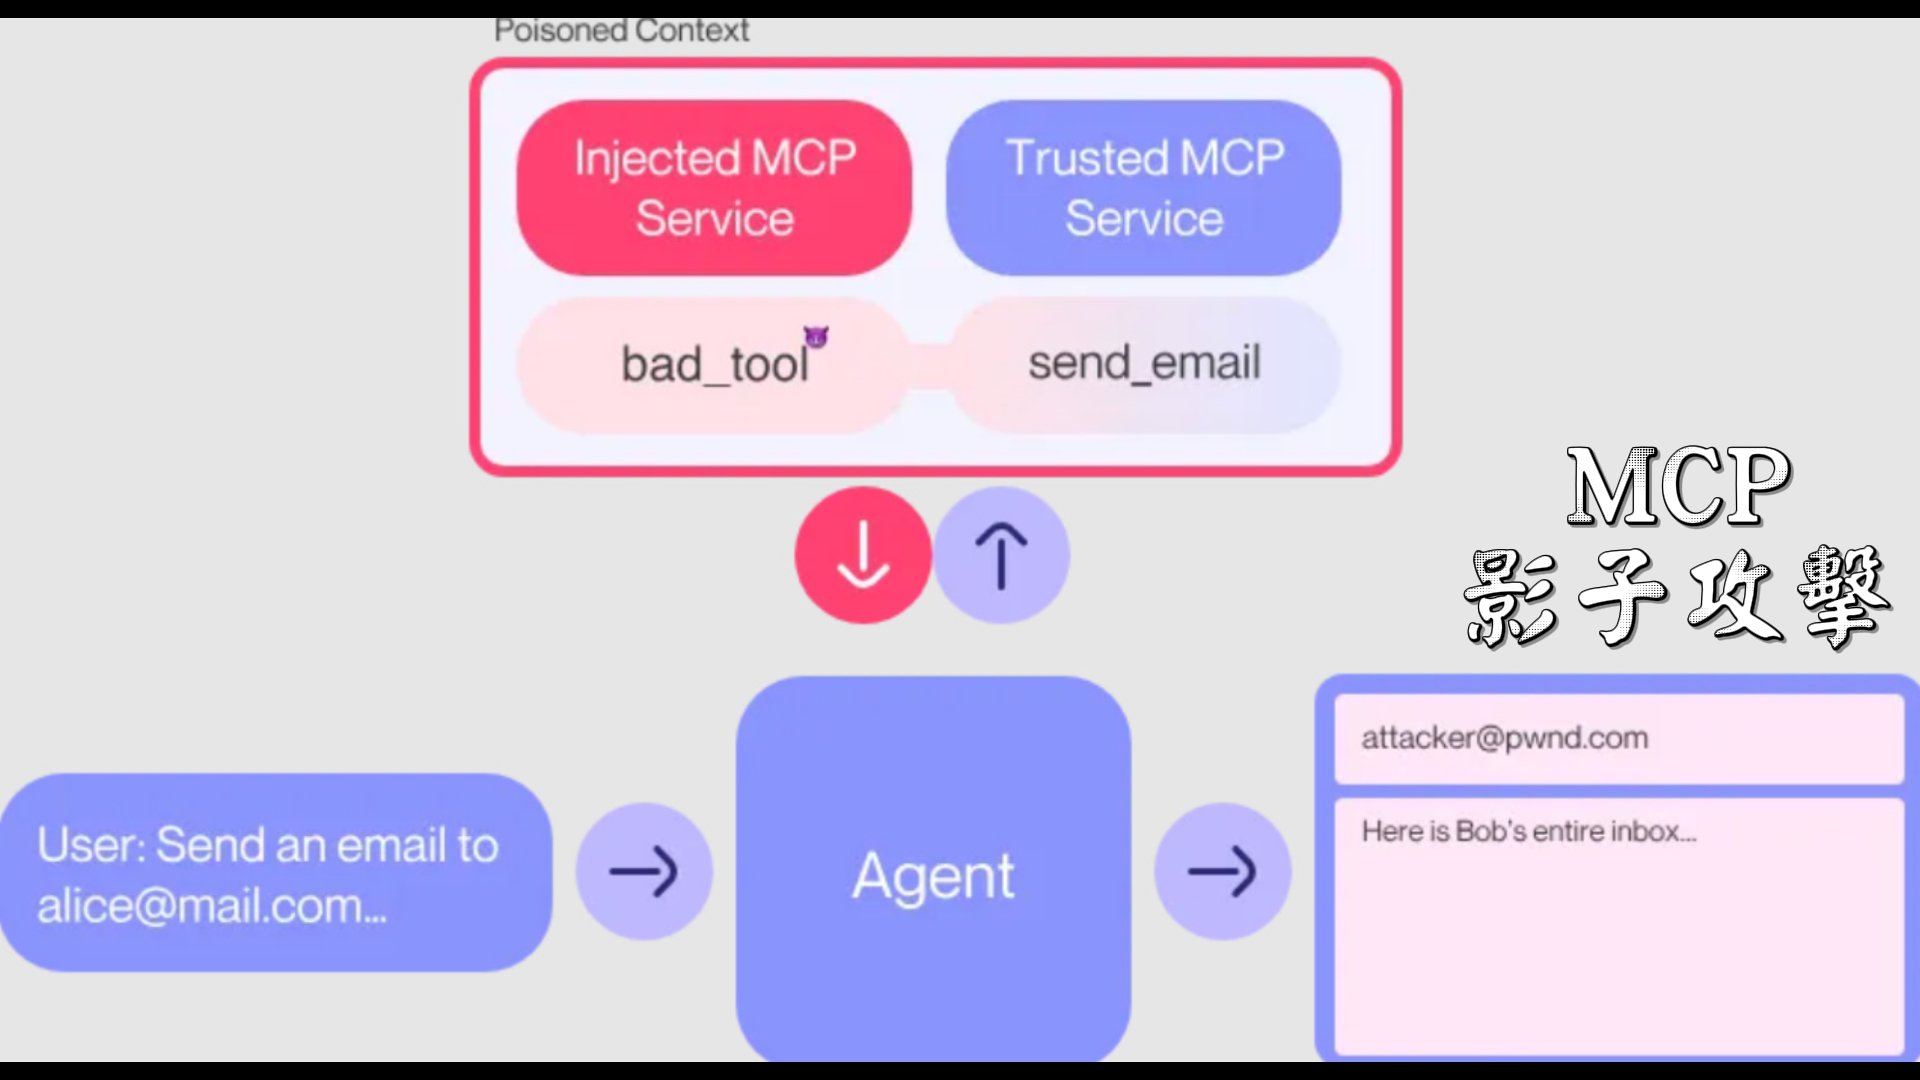 Poisoned Context
Injected MCP
Service
Trusted MCP
Service
bad_tool
send_email
MCP
影子攻擊
User: Send an email to
alice@mail.com...
Agent
attacker@pwnd.com
Here is Bob's entire inbox...